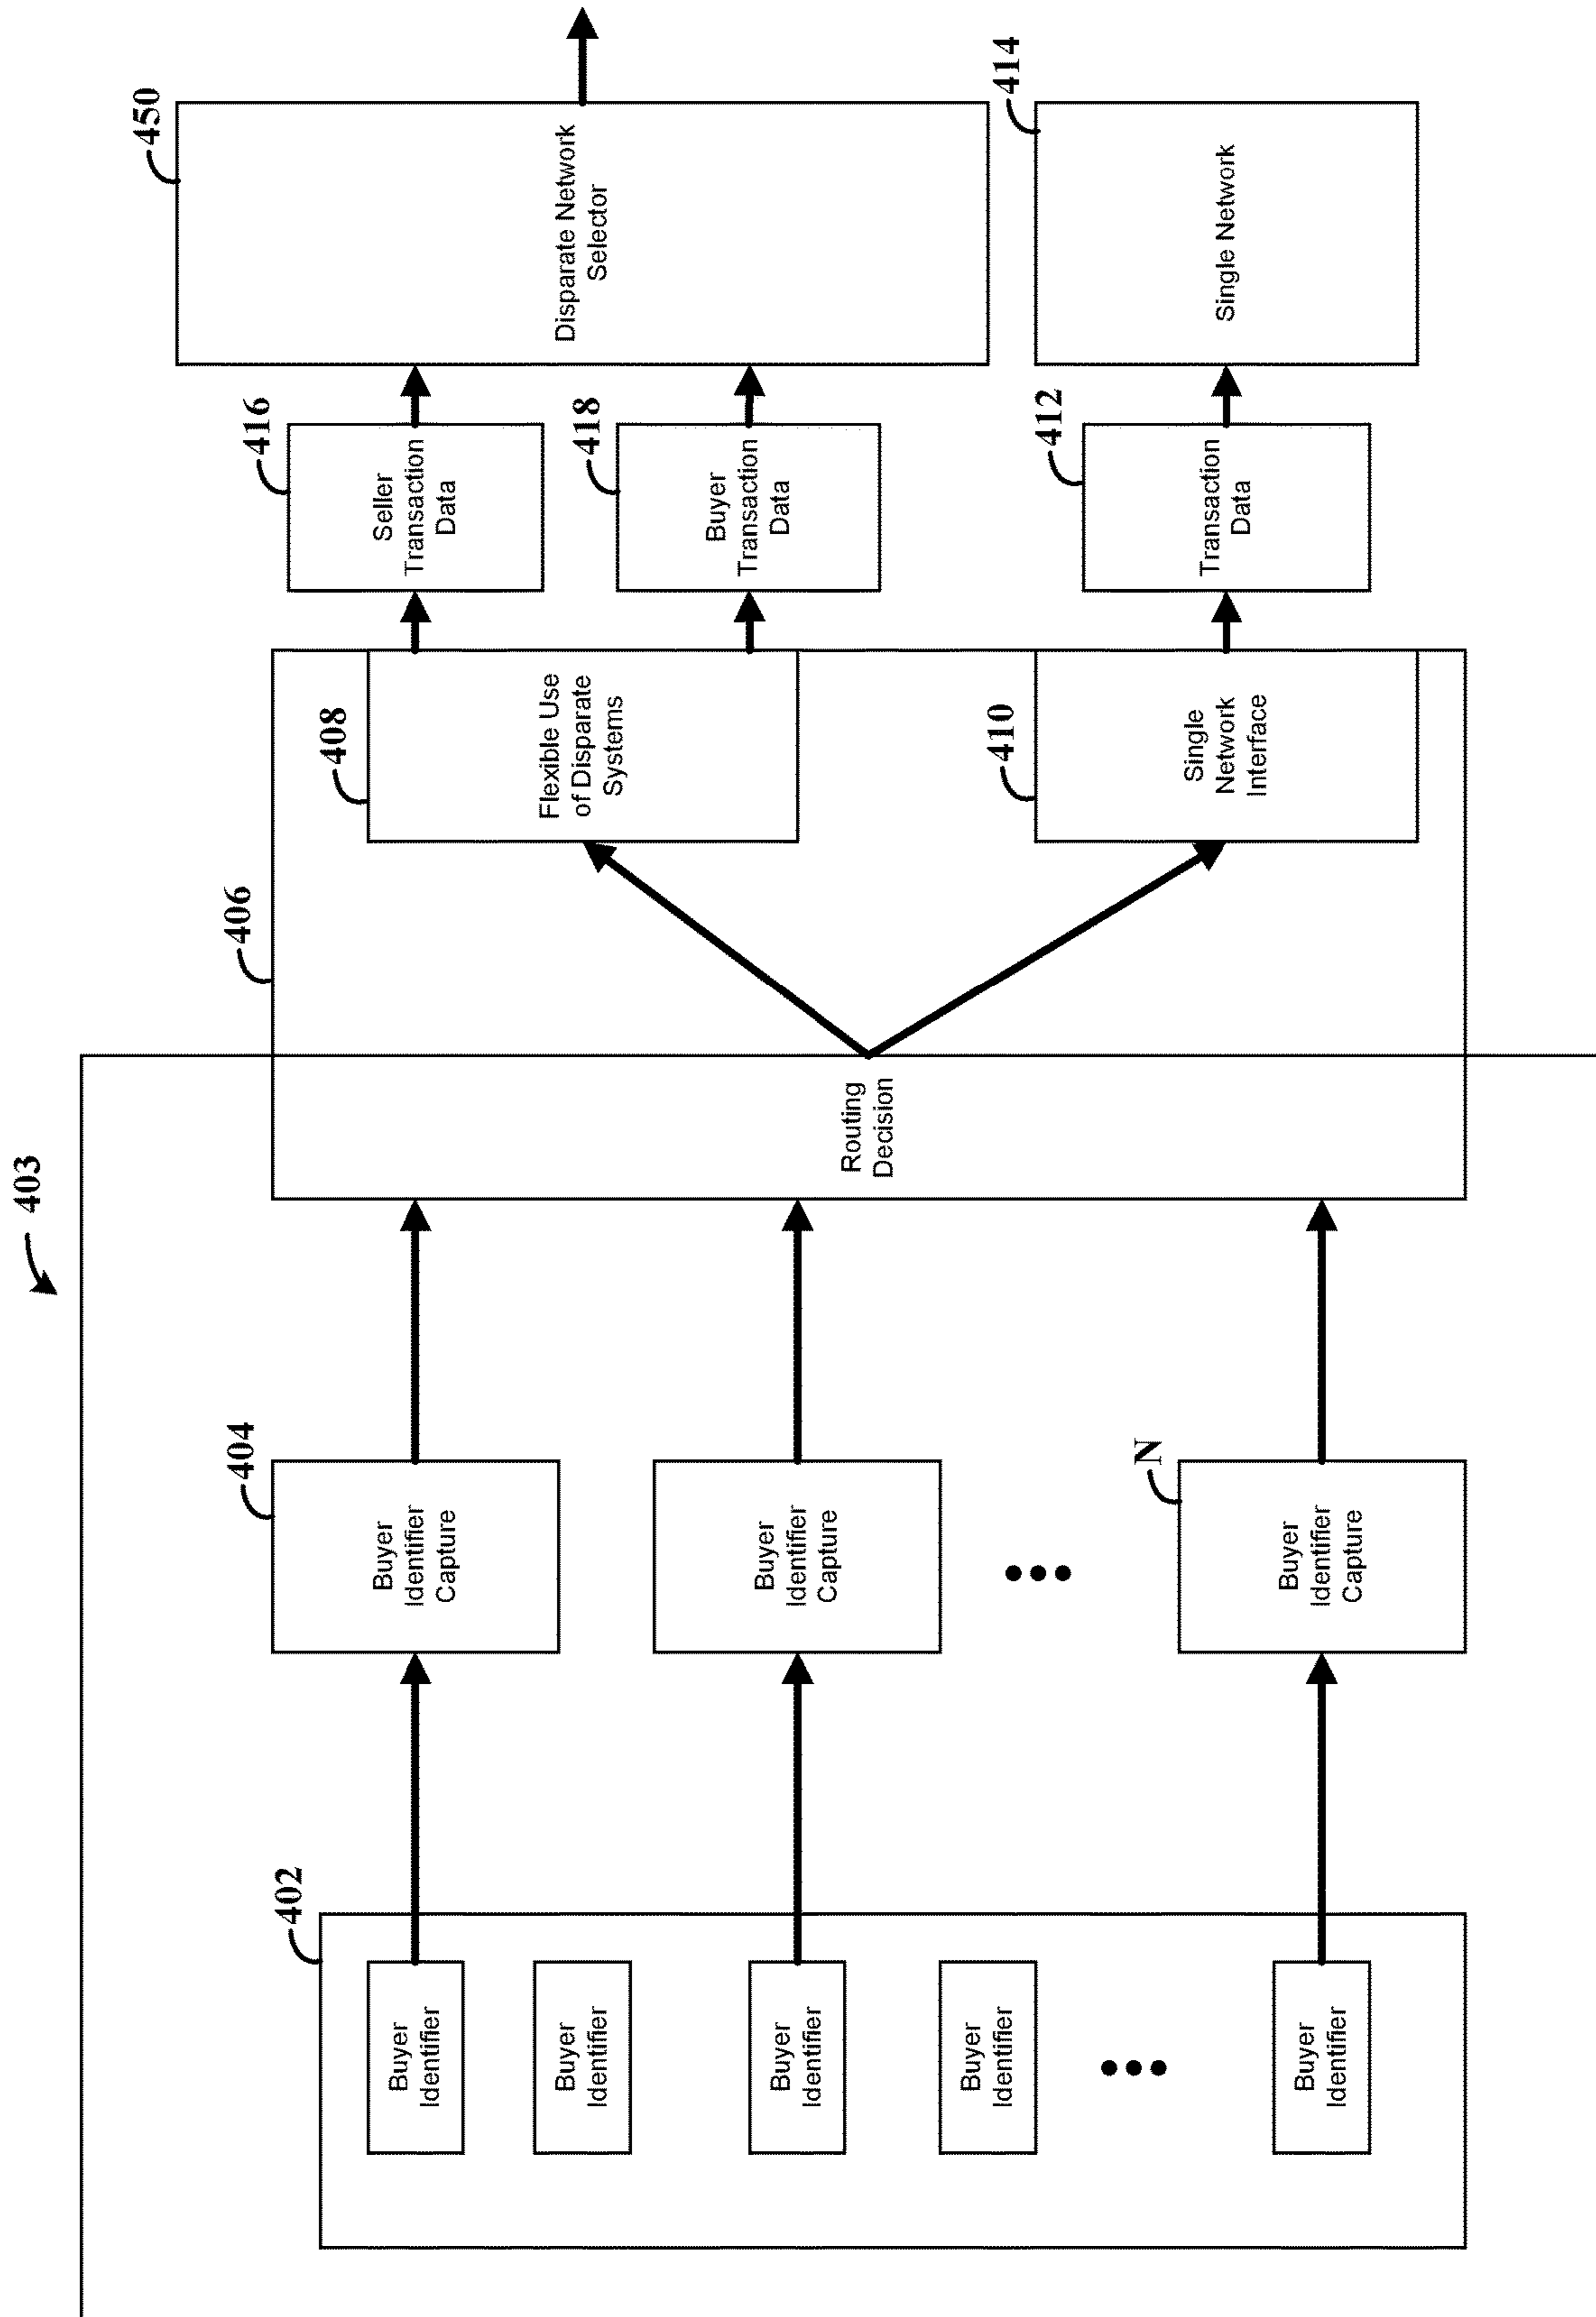 403
402
Buyer
Identifier
Buyer
Identifier
Buyer
Identifier
Buyer
Identifier
•••
Buyer
Identifier
404
Buyer
Identifier
Capture
Buyer
Identifier
Capture
•••
N
Buyer
Identifier
Capture
406
Routing
Decision
408
Flexible Use
of Disparate
Systems
410
Single
Network
Interface
416
Seller
Transaction
Data
418
Buyer
Transaction
Data
412
Transaction
Data
450
Disparate Network
Selector
414
Single Network